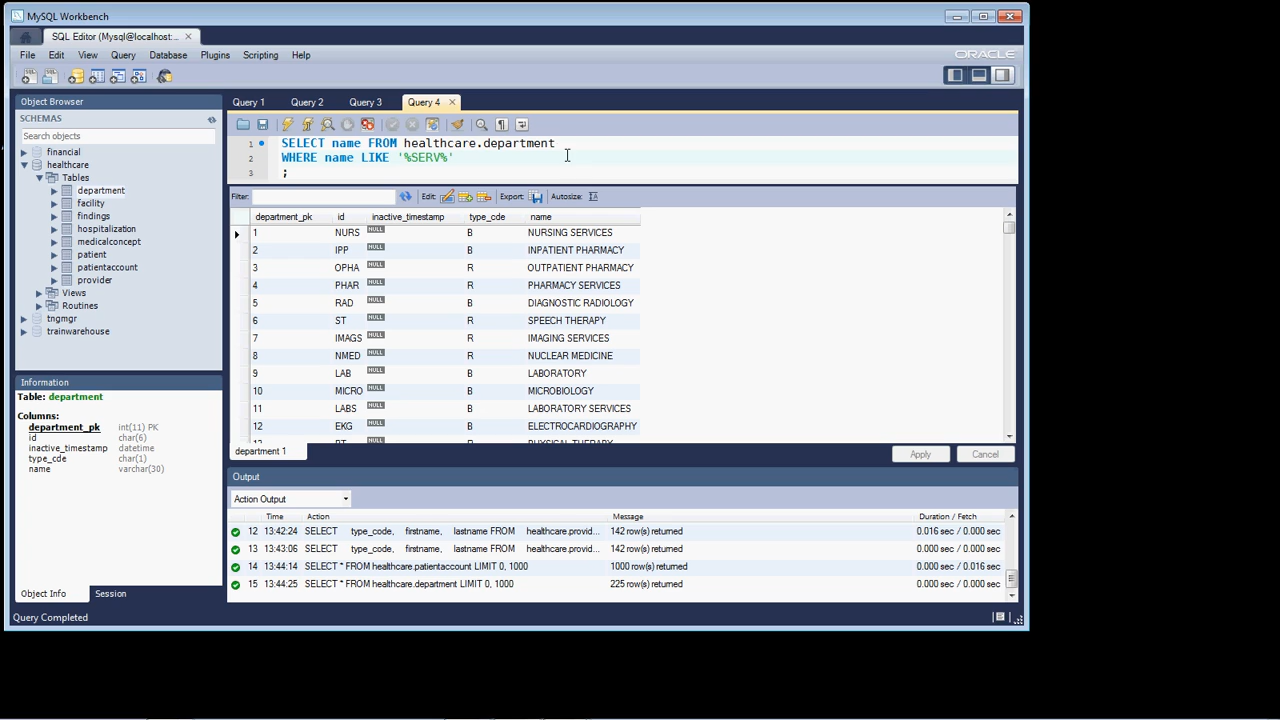 MySQL Workbench
SQL Editor (Mysql@localhost:...
File Edit View Query Database Plugins Scripting Help
ORACLE
Object Browser
SCHEMAS
Search objects
financial
healthcare
Tables
department
facility
findings
hospitalization
medicalconcept
patient
patientaccount
provider
Views
Routines
tngmgr
trainwarehouse
Information
Table: department
Columns:
department_pk int(11) PK
id char(6)
inactive_timestamp datetime
type_cde char(1)
name varchar(30)
Object Info Session
Query Completed
Query 1 Query 2 Query 3 Query 4
1 SELECT name FROM healthcare.department
2 WHERE name LIKE '%SERV%'
3 ;
Filter: Edit: Export: Autosize:
department_pk id inactive_timestamp type_cde name
1 NURS NULL B NURSING SERVICES
2 IPP NULL B INPATIENT PHARMACY
3 OPHA NULL R OUTPATIENT PHARMACY
4 PHAR NULL R PHARMACY SERVICES
5 RAD NULL B DIAGNOSTIC RADIOLOGY
6 ST NULL R SPEECH THERAPY
7 IMAGS NULL R IMAGING SERVICES
8 NMED NULL R NUCLEAR MEDICINE
9 LAB NULL B LABORATORY
10 MICRO NULL B MICROBIOLOGY
11 LABS NULL B LABORATORY SERVICES
12 EKG NULL B ELECTROCARDIOGRAPHY
13 PT NULL R PHYSICAL THERAPY
department 1
Apply Cancel
Output
Action Output
Time Action Message Duration / Fetch
12 13:42:24 SELECT type_code, firstname, lastname FROM healthcare.provid... 142 row(s) returned 0.016 sec / 0.000 sec
13 13:43:06 SELECT type_code, firstname, lastname FROM healthcare.provid... 142 row(s) returned 0.000 sec / 0.000 sec
14 13:44:14 SELECT * FROM healthcare.patientaccount LIMIT 0, 1000 1000 row(s) returned 0.000 sec / 0.016 sec
15 13:44:25 SELECT * FROM healthcare.department LIMIT 0, 1000 225 row(s) returned 0.000 sec / 0.000 sec